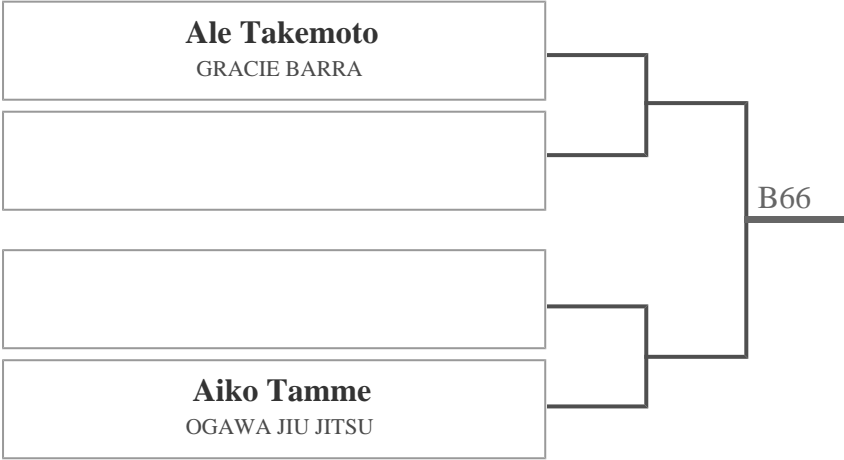 Ale Takemoto
GRACIE BARRA
B66
Aiko Tamme
OGAWA JIU JITSU